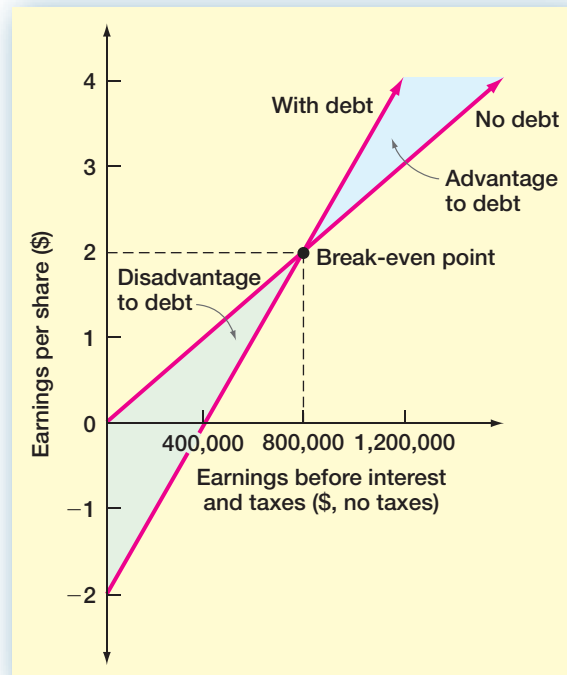 Earnings per share ($)
4
3
2
1
0
−1
−2
With debt
No debt
Advantage
to debt
Break-even point
Disadvantage
to debt
400,000 800,000 1,200,000
Earnings before interest
and taxes ($, no taxes)